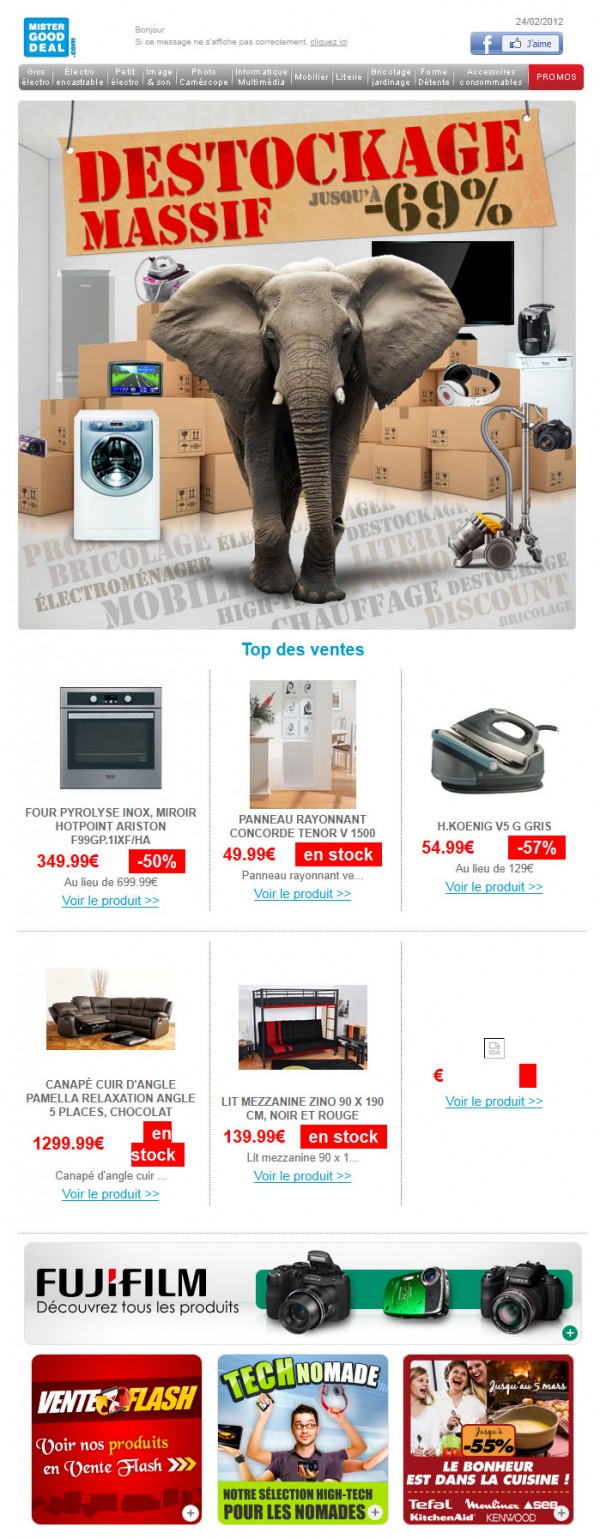 MISTER
GOOD
DEAL
.com
Bonjour
Si ce message ne s'affiche pas correctement, cliquez ici
24/02/2012
J'aime
Gros électro
Électro encastrable
Petit électro
Image & son
Photo Caméscope
Informatique Multimédia
Mobilier
Literie
Bricolage jardinage
Forme Détente
Accessoires consommables
PROMOS
DESTOCKAGE
MASSIF JUSQU'À -69%
BRICOLAGE
ÉLECTROMÉNAGER
DESTOCKAGE
LITERIE
CHAUFFAGE
DESTOCKAGE
DISCOUNT
BRICOLAGE
Top des ventes
FOUR PYROLYSE INOX, MIROIR
HOTPOINT ARISTON
F99GP.1IXF/HA
349.99€ -50%
Au lieu de 699.99€
Voir le produit >>
PANNEAU RAYONNANT
CONCORDE TENOR V 1500
49.99€ en stock
Panneau rayonnant ve...
Voir le produit >>
H.KOENIG V5 G GRIS
54.99€ -57%
Au lieu de 129€
Voir le produit >>
CANAPÉ CUIR D'ANGLE
PAMELLA RELAXATION ANGLE
5 PLACES, CHOCOLAT
1299.99€ en stock
Canapé d'angle cuir ...
Voir le produit >>
LIT MEZZANINE ZINO 90 X 190
CM, NOIR ET ROUGE
139.99€ en stock
Lit mezzanine 90 x 1...
Voir le produit >>
€
Voir le produit >>
FUJIFILM
Découvrez tous les produits
VENTE FLASH
Voir nos produits
en Vente Flash >>>
TECHNOMADE
NOTRE SÉLECTION HIGH-TECH
POUR LES NOMADES
Jusqu'au 5 mars
Jusqu'à
-55%
LE BONHEUR
EST DANS LA CUISINE !
Tefal Moulinex SEB
KitchenAid KENWOOD